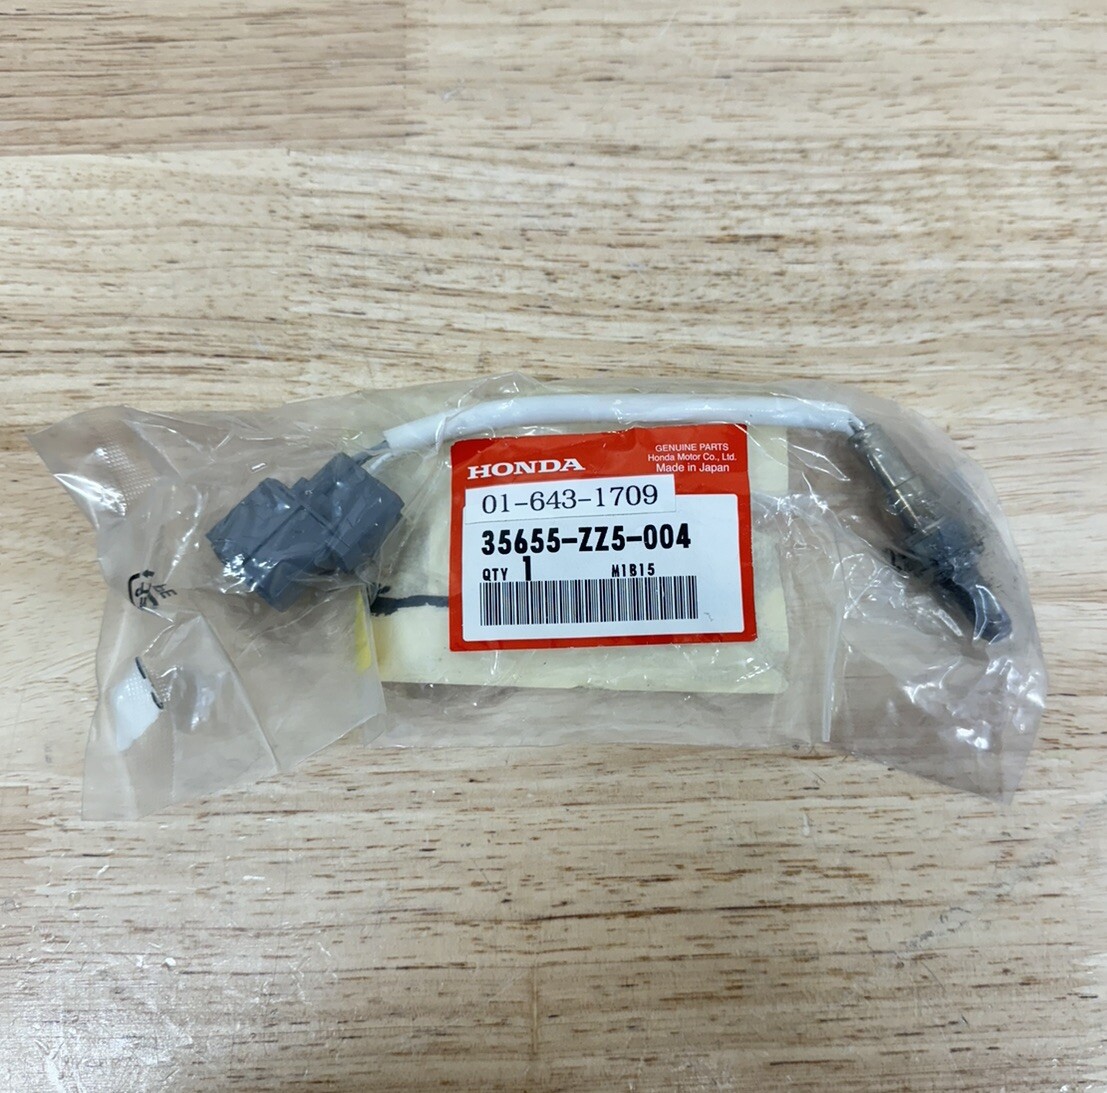 HONDA
GENUINE PARTS
Honda Motor Co., Ltd.
Made in Japan
01-643-1709
35655-ZZ5-004
QTY 1 M1B15